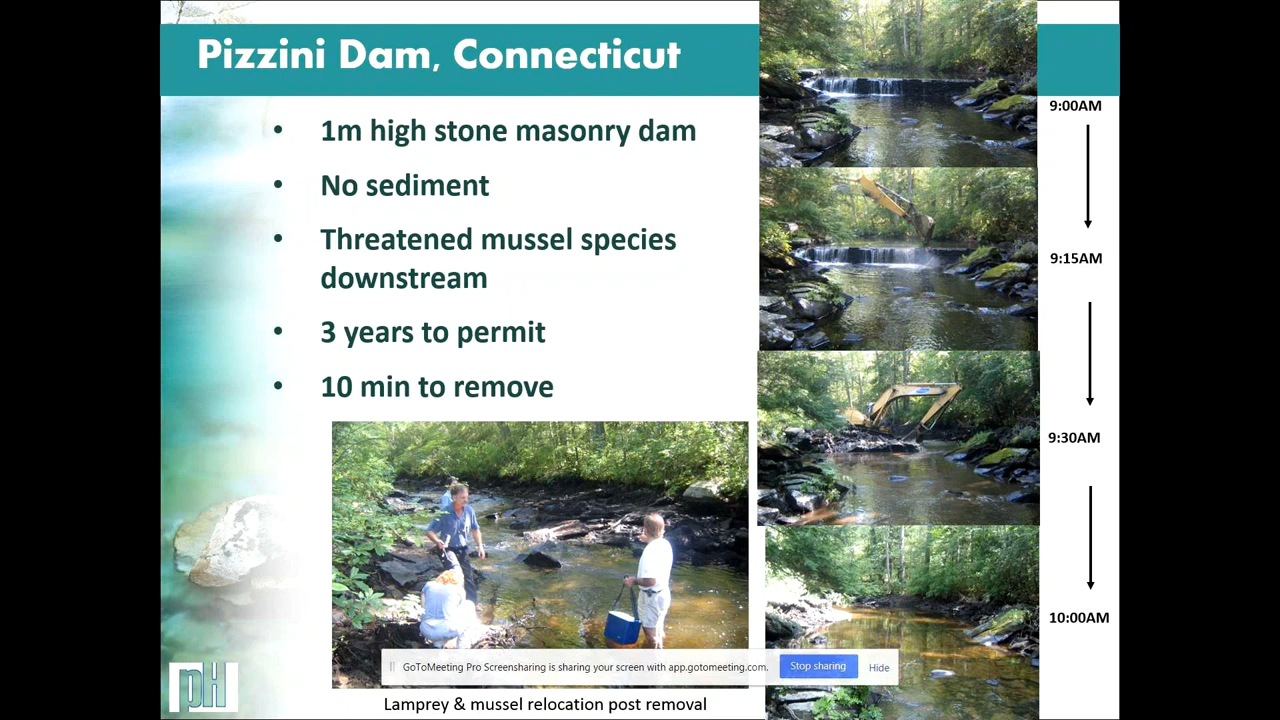 Pizzini Dam, Connecticut
• 1m high stone masonry dam
• No sediment
• Threatened mussel species
downstream
• 3 years to permit
• 10 min to remove
9:00AM
9:15AM
9:30AM
10:00AM
GoToMeeting Pro Screensharing is sharing your screen with app.gotomeeting.com.
Stop sharing
Hide
Lamprey & mussel relocation post removal
pH